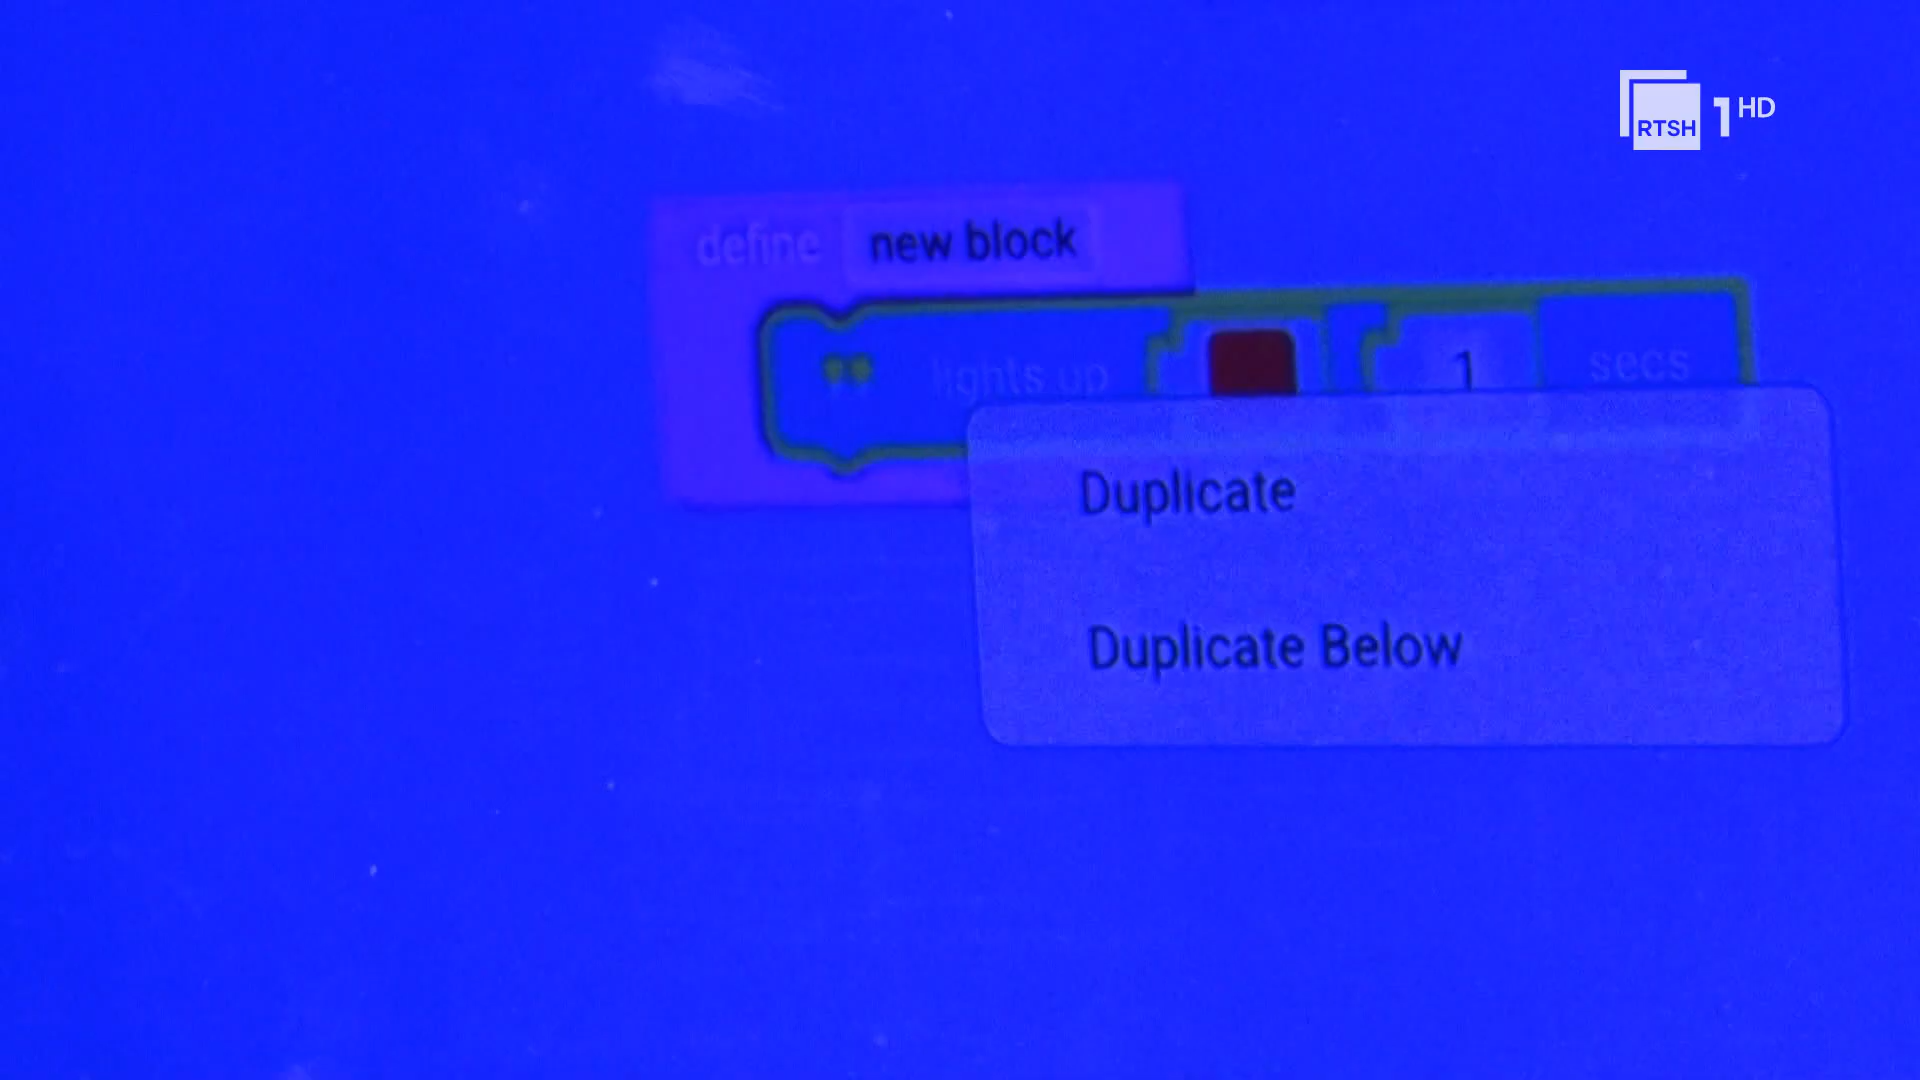 RTSH 1 HD
define new block
" lights up 1 secs
Duplicate
Duplicate Below